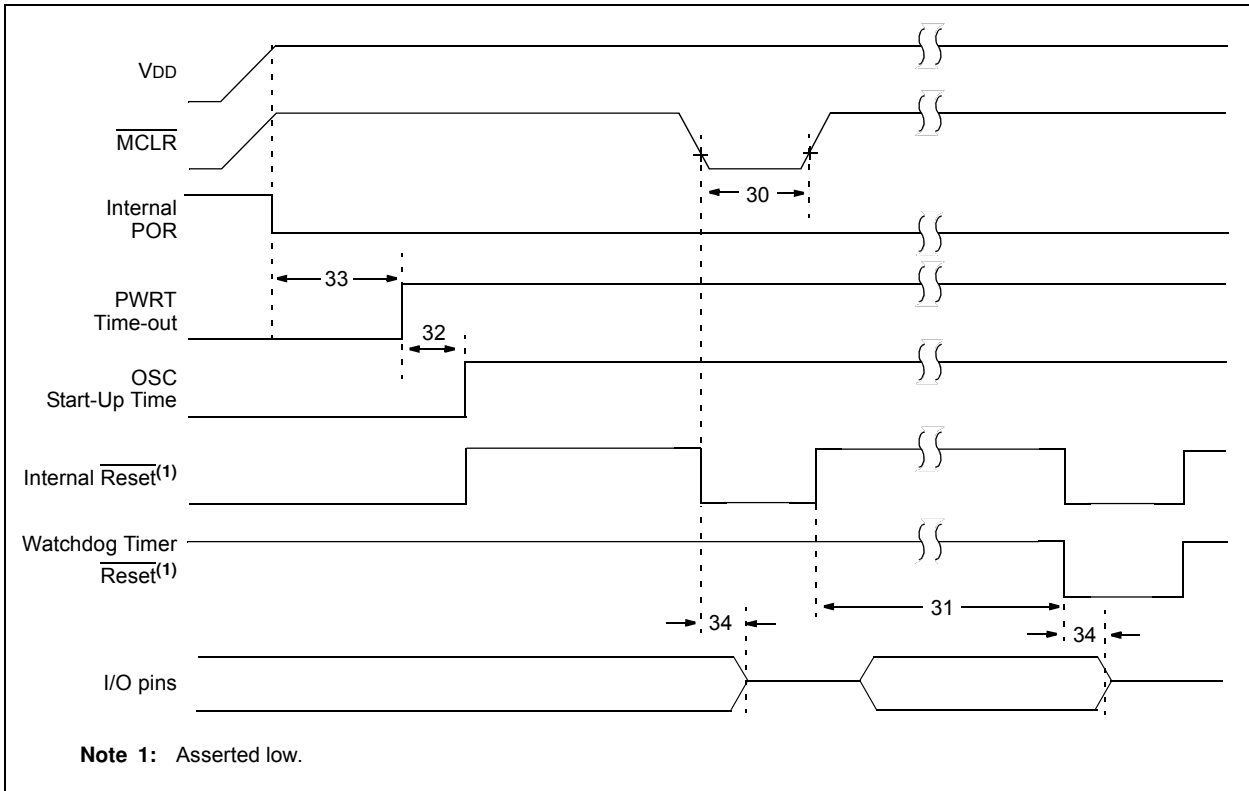 VDD
MCLR
30
Internal
POR
33
PWRT
Time-out
32
OSC
Start-Up Time
Internal Reset(1)
Watchdog Timer
Reset(1)
31
34
34
I/O pins
Note 1: Asserted low.